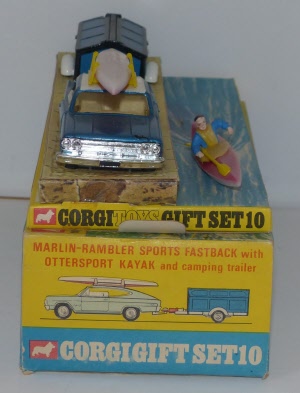 CORGI TOYS GIFT SET 10
MARLIN-RAMBLER SPORTS FASTBACK with
OTTERSPORT KAYAK and camping trailer
CORGI GIFT SET 10